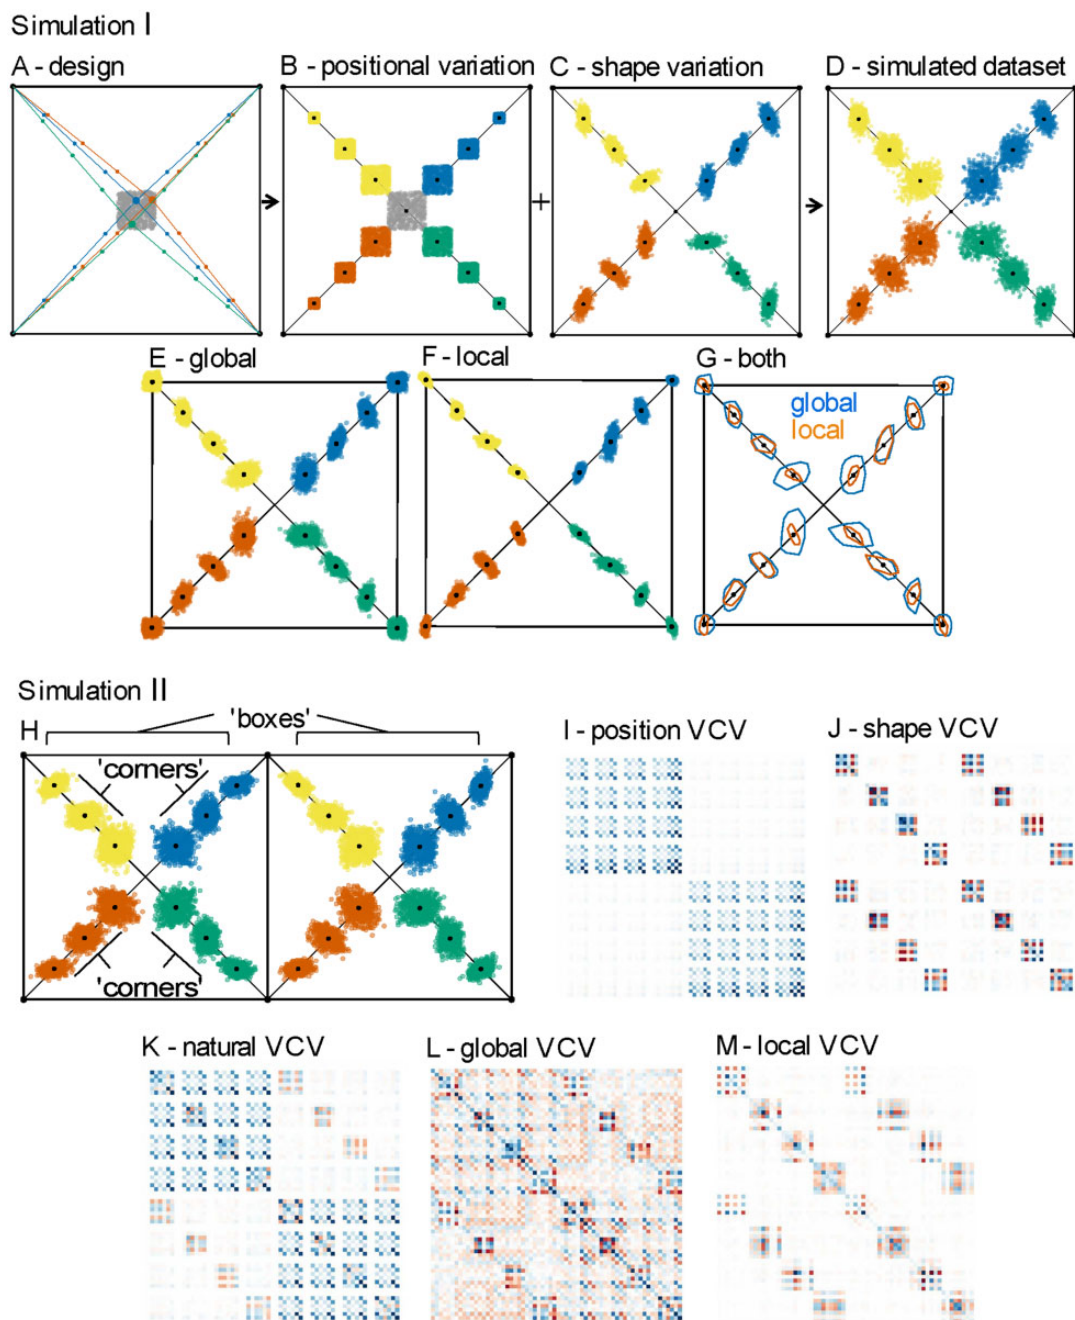 Simulation I
A - design
B - positional variation
C - shape variation
D - simulated dataset
E - global
F - local
G - both
global
local
Simulation II
H
'boxes'
'corners'
'corners'
I - position VCV
J - shape VCV
K - natural VCV
L - global VCV
M - local VCV